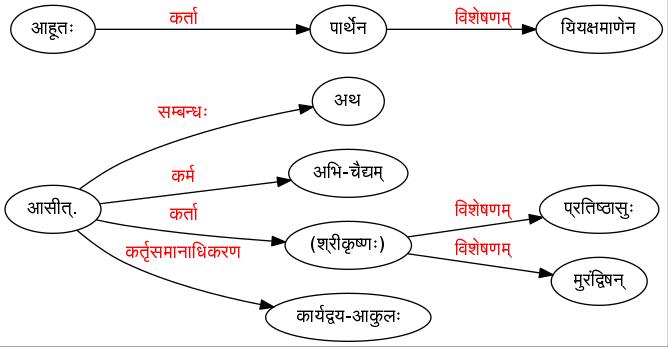 आहूतः
कर्ता
पार्थेन
विशेषणम्
यियक्षमाणेन
अथ
सम्बन्धः
कर्म
अभि-चैद्यम्
आसीत्.
कर्ता
(श्रीकृष्णः)
विशेषणम्
प्रतिष्ठासुः
विशेषणम्
मुरंद्विषन्
कर्तृसमानाधिकरण
कार्यद्वय-आकुलः